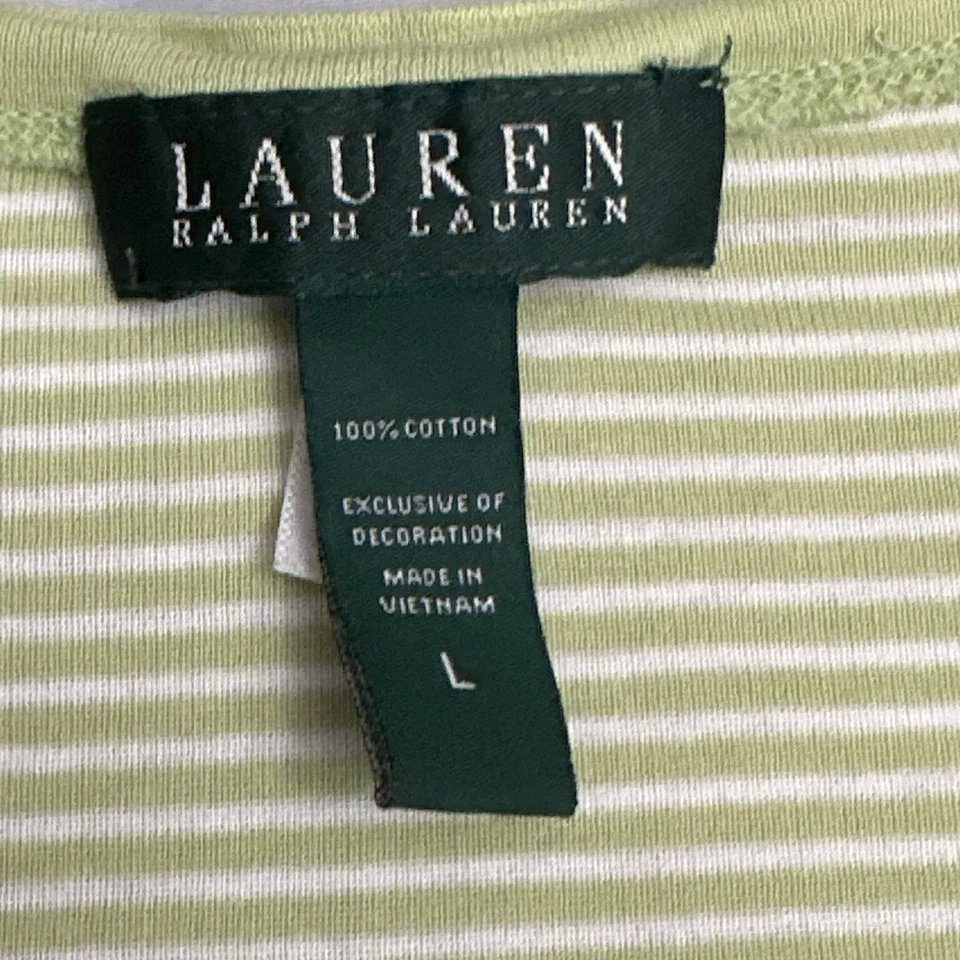 LAUREN
RALPH LAUREN
100% COTTON
EXCLUSIVE OF
DECORATION
MADE IN
VIETNAM
L